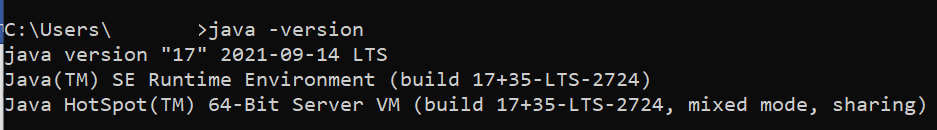 C:\Users\ >java -version
java version "17" 2021-09-14 LTS
Java(TM) SE Runtime Environment (build 17+35-LTS-2724)
Java HotSpot(TM) 64-Bit Server VM (build 17+35-LTS-2724, mixed mode, sharing)